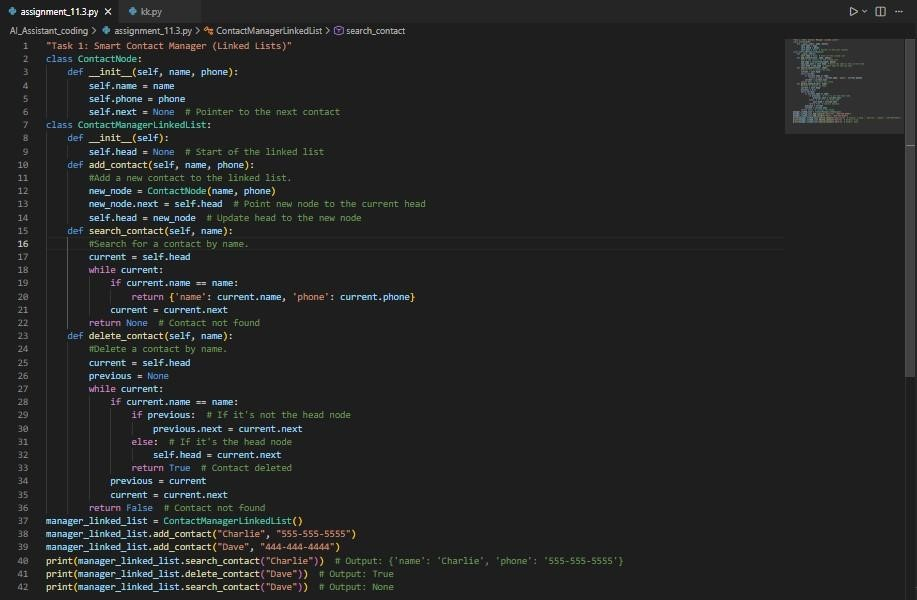 assignment_11.3.py × kk.py
AI_Assistant_coding > assignment_11.3.py > ContactManagerLinkedList > search_contact
1 "Task 1: Smart Contact Manager (Linked Lists)"
2 class ContactNode:
3     def __init__(self, name, phone):
4         self.name = name
5         self.phone = phone
6         self.next = None  # Pointer to the next contact
7 class ContactManagerLinkedList:
8     def __init__(self):
9         self.head = None  # Start of the linked list
10     def add_contact(self, name, phone):
11         #Add a new contact to the linked list.
12         new_node = ContactNode(name, phone)
13         new_node.next = self.head  # Point new node to the current head
14         self.head = new_node  # Update head to the new node
15     def search_contact(self, name):
16         #Search for a contact by name.
17         current = self.head
18         while current:
19             if current.name == name:
20                 return {'name': current.name, 'phone': current.phone}
21             current = current.next
22         return None  # Contact not found
23     def delete_contact(self, name):
24         #Delete a contact by name.
25         current = self.head
26         previous = None
27         while current:
28             if current.name == name:
29                 if previous:  # If it's not the head node
30                     previous.next = current.next
31                 else:  # If it's the head node
32                     self.head = current.next
33                 return True  # Contact deleted
34             previous = current
35             current = current.next
36         return False  # Contact not found
37 manager_linked_list = ContactManagerLinkedList()
38 manager_linked_list.add_contact("Charlie", "555-555-5555")
39 manager_linked_list.add_contact("Dave", "444-444-4444")
40 print(manager_linked_list.search_contact("Charlie"))  # Output: {'name': 'Charlie', 'phone': '555-555-5555'}
41 print(manager_linked_list.delete_contact("Dave"))  # Output: True
42 print(manager_linked_list.search_contact("Dave"))  # Output: None